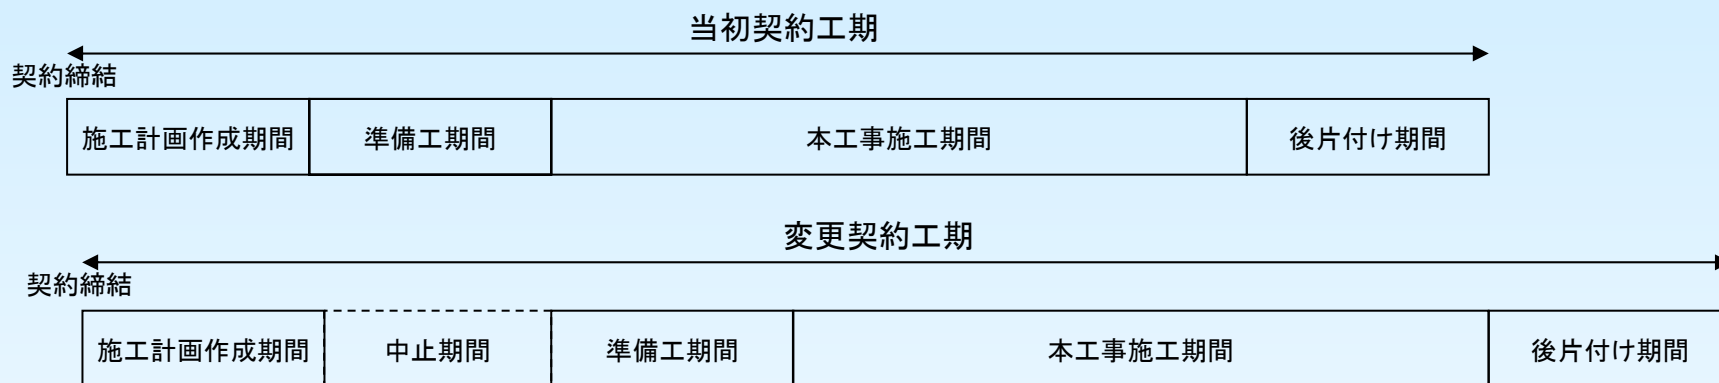 当初契約工期
契約締結
施工計画作成期間
準備工期間
本工事施工期間
後片付け期間
変更契約工期
契約締結
施工計画作成期間
中止期間
準備工期間
本工事施工期間
後片付け期間